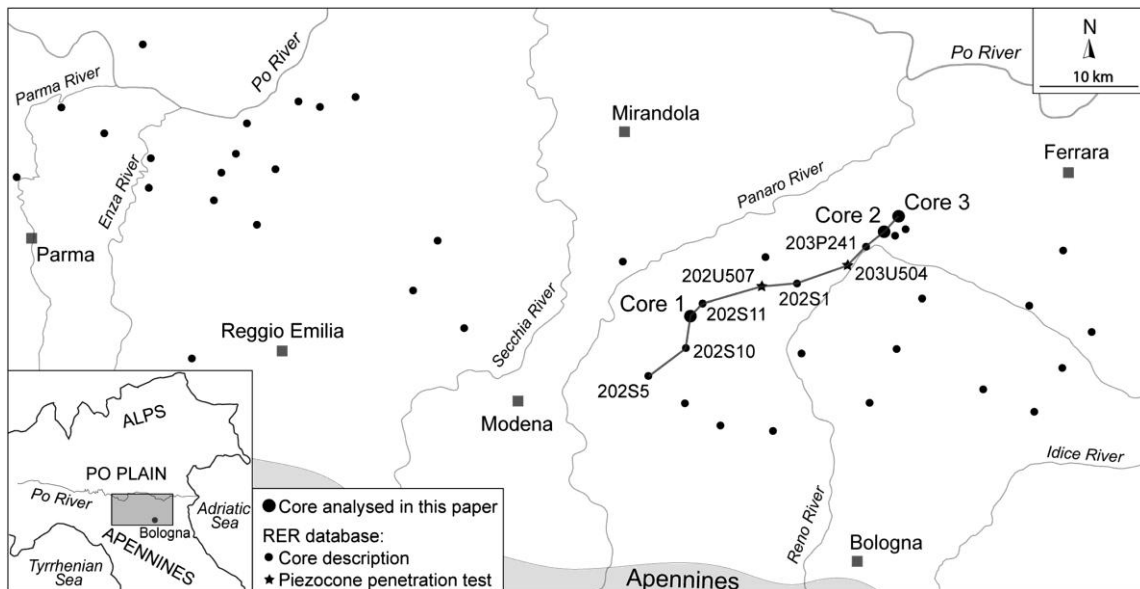 Po River
Parma River
Enza River
Parma
Reggio Emilia
Secchia River
Modena
Mirandola
Panaro River
Po River
N
10 km
Ferrara
Core 3
Core 2
203P241
203U504
202U507
202S1
Core 1
202S11
202S10
202S5
Reno River
Idice River
Bologna
Apennines
ALPS
PO PLAIN
Po River
Adriatic
Sea
Bologna
APENNINES
Tyrrhenian
Sea
Core analysed in this paper
RER database:
Core description
Piezocone penetration test